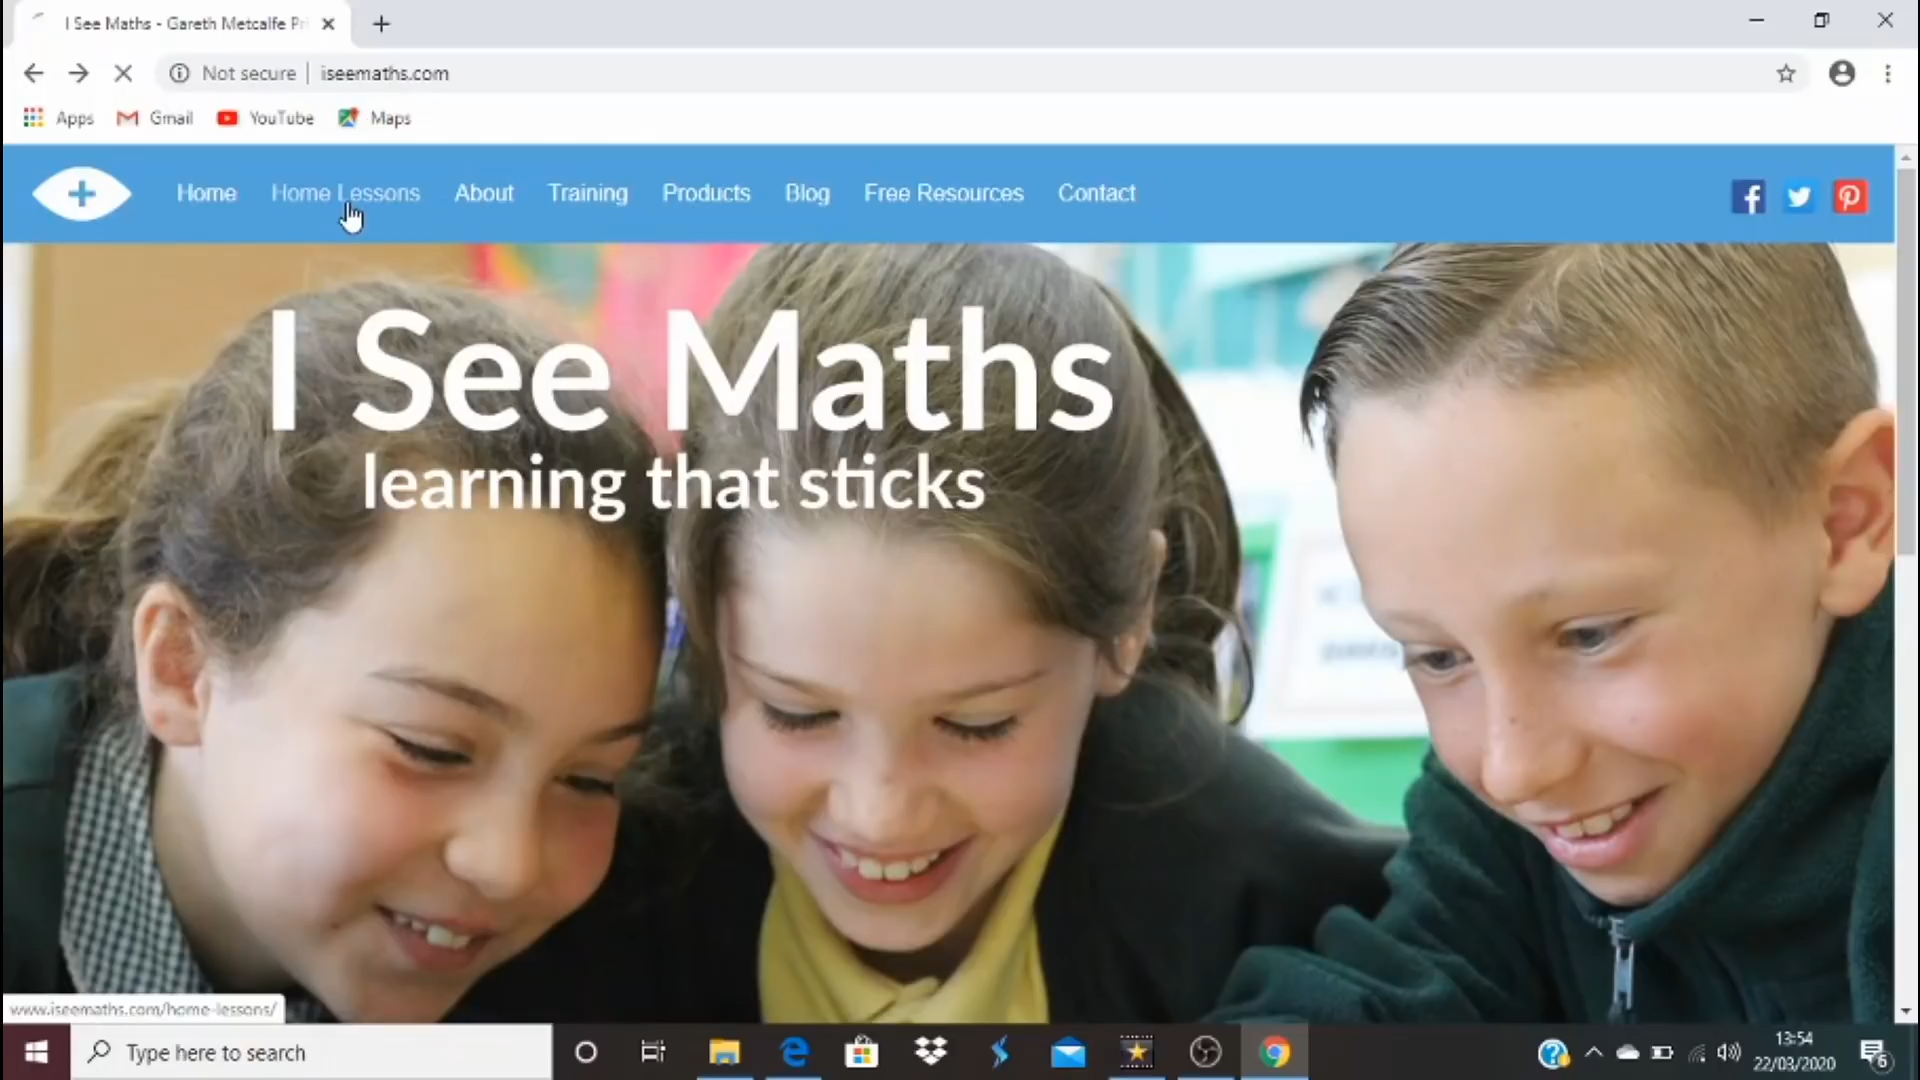 I See Maths - Gareth Metcalfe Pri
Not secure
iseemaths.com
Apps
Gmail
YouTube
Maps
Home
Home Lessons
About
Training
Products
Blog
Free Resources
Contact
I See Maths
learning that sticks
www.iseemaths.com/home-lessons/
Type here to search
13:54
22/03/2020
6